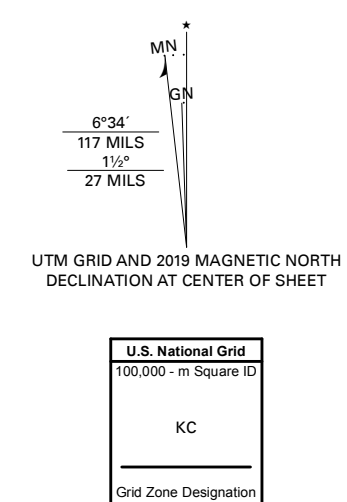 ★
MN
GN
6°34´
117 MILS
1½°
27 MILS
UTM GRID AND 2019 MAGNETIC NORTH
DECLINATION AT CENTER OF SHEET
U.S. National Grid
100,000 - m Square ID
KC
Grid Zone Designation